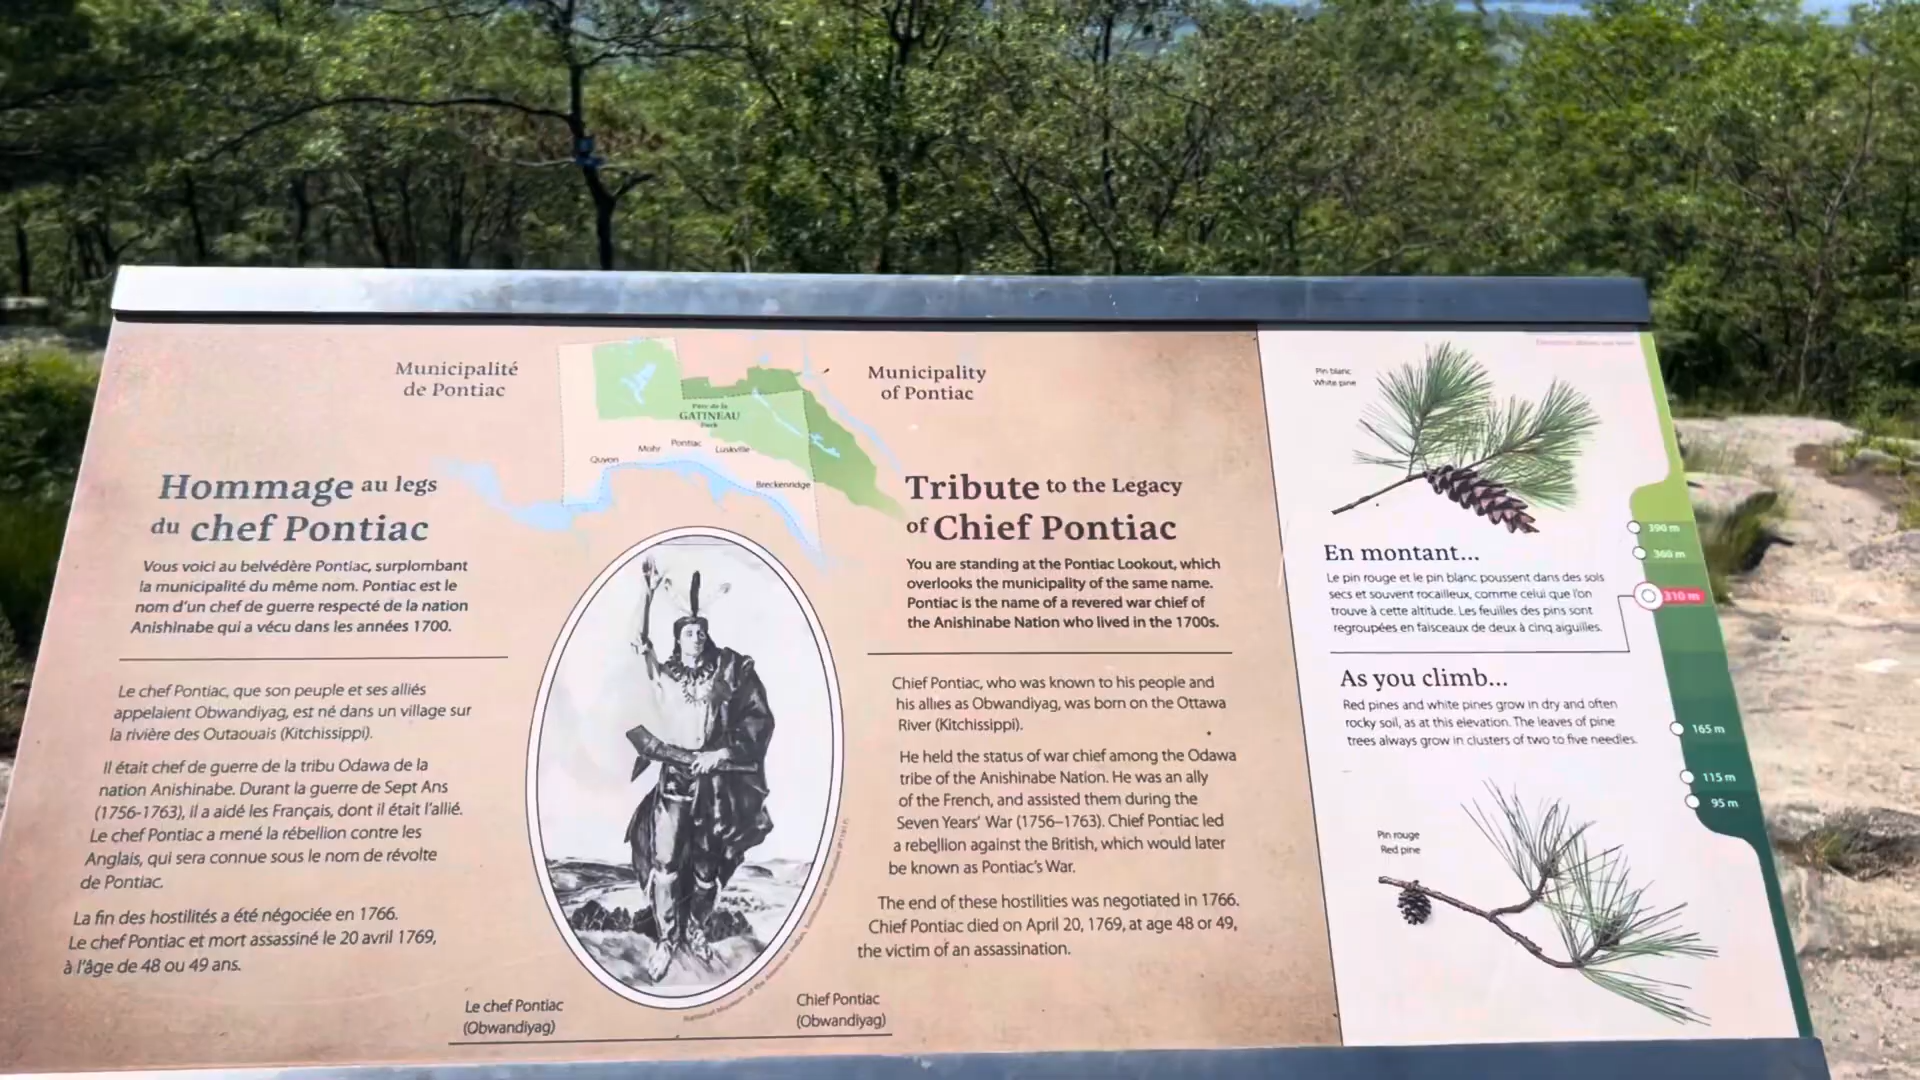 Municipalité
de Pontiac
Municipality
of Pontiac
Parc de la
GATINEAU
Park
Quyon
Mohr
Pontiac
Luskville
Breckenridge
Hommage au legs
du chef Pontiac
Vous voici au belvédère Pontiac, surplombant
la municipalité du même nom. Pontiac est le
nom d'un chef de guerre respecté de la nation
Anishinabe qui a vécu dans les années 1700.
Le chef Pontiac, que son peuple et ses alliés
appelaient Obwandiyag, est né dans un village sur
la rivière des Outaouais (Kitchissippi).
Il était chef de guerre de la tribu Odawa de la
nation Anishinabe. Durant la guerre de Sept Ans
(1756-1763), il a aidé les Français, dont il était l'allié.
Le chef Pontiac a mené la rébellion contre les
Anglais, qui sera connue sous le nom de révolte
de Pontiac.
La fin des hostilités a été négociée en 1766.
Le chef Pontiac et mort assassiné le 20 avril 1769,
à l'âge de 48 ou 49 ans.
Le chef Pontiac
(Obwandiyag)
Tribute to the Legacy
of Chief Pontiac
You are standing at the Pontiac Lookout, which
overlooks the municipality of the same name.
Pontiac is the name of a revered war chief of
the Anishinabe Nation who lived in the 1700s.
Chief Pontiac, who was known to his people and
his allies as Obwandiyag, was born on the Ottawa
River (Kitchissippi).
He held the status of war chief among the Odawa
tribe of the Anishinabe Nation. He was an ally
of the French, and assisted them during the
Seven Years' War (1756–1763). Chief Pontiac led
a rebellion against the British, which would later
be known as Pontiac's War.
The end of these hostilities was negotiated in 1766.
Chief Pontiac died on April 20, 1769, at age 48 or 49,
the victim of an assassination.
Chief Pontiac
(Obwandiyag)
National Museum of the American Indian, Smithsonian Institution
Pin blanc
White pine
En montant...
Le pin rouge et le pin blanc poussent dans des sols
secs et souvent rocailleux, comme celui que l'on
trouve à cette altitude. Les feuilles des pins sont
regroupées en faisceaux de deux à cinq aiguilles.
As you climb...
Red pines and white pines grow in dry and often
rocky soil, as at this elevation. The leaves of pine
trees always grow in clusters of two to five needles.
Pin rouge
Red pine
390 m
360 m
310 m
165 m
115 m
95 m